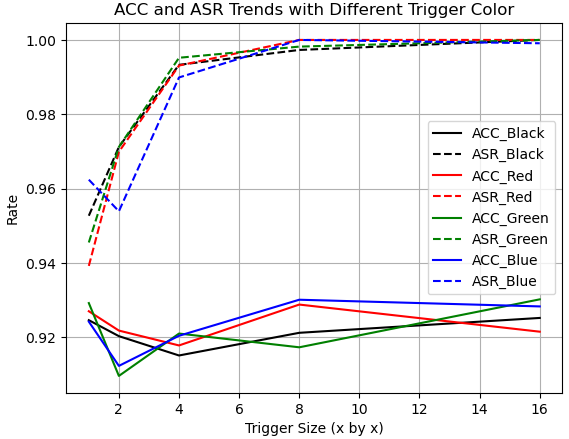 ACC and ASR Trends with Different Trigger Color
1.00
0.98
0.96
0.94
0.92
Rate
ACC_Black
ASR_Black
ACC_Red
ASR_Red
ACC_Green
ASR_Green
ACC_Blue
ASR_Blue
2 4 6 8 10 12 14 16
Trigger Size (x by x)